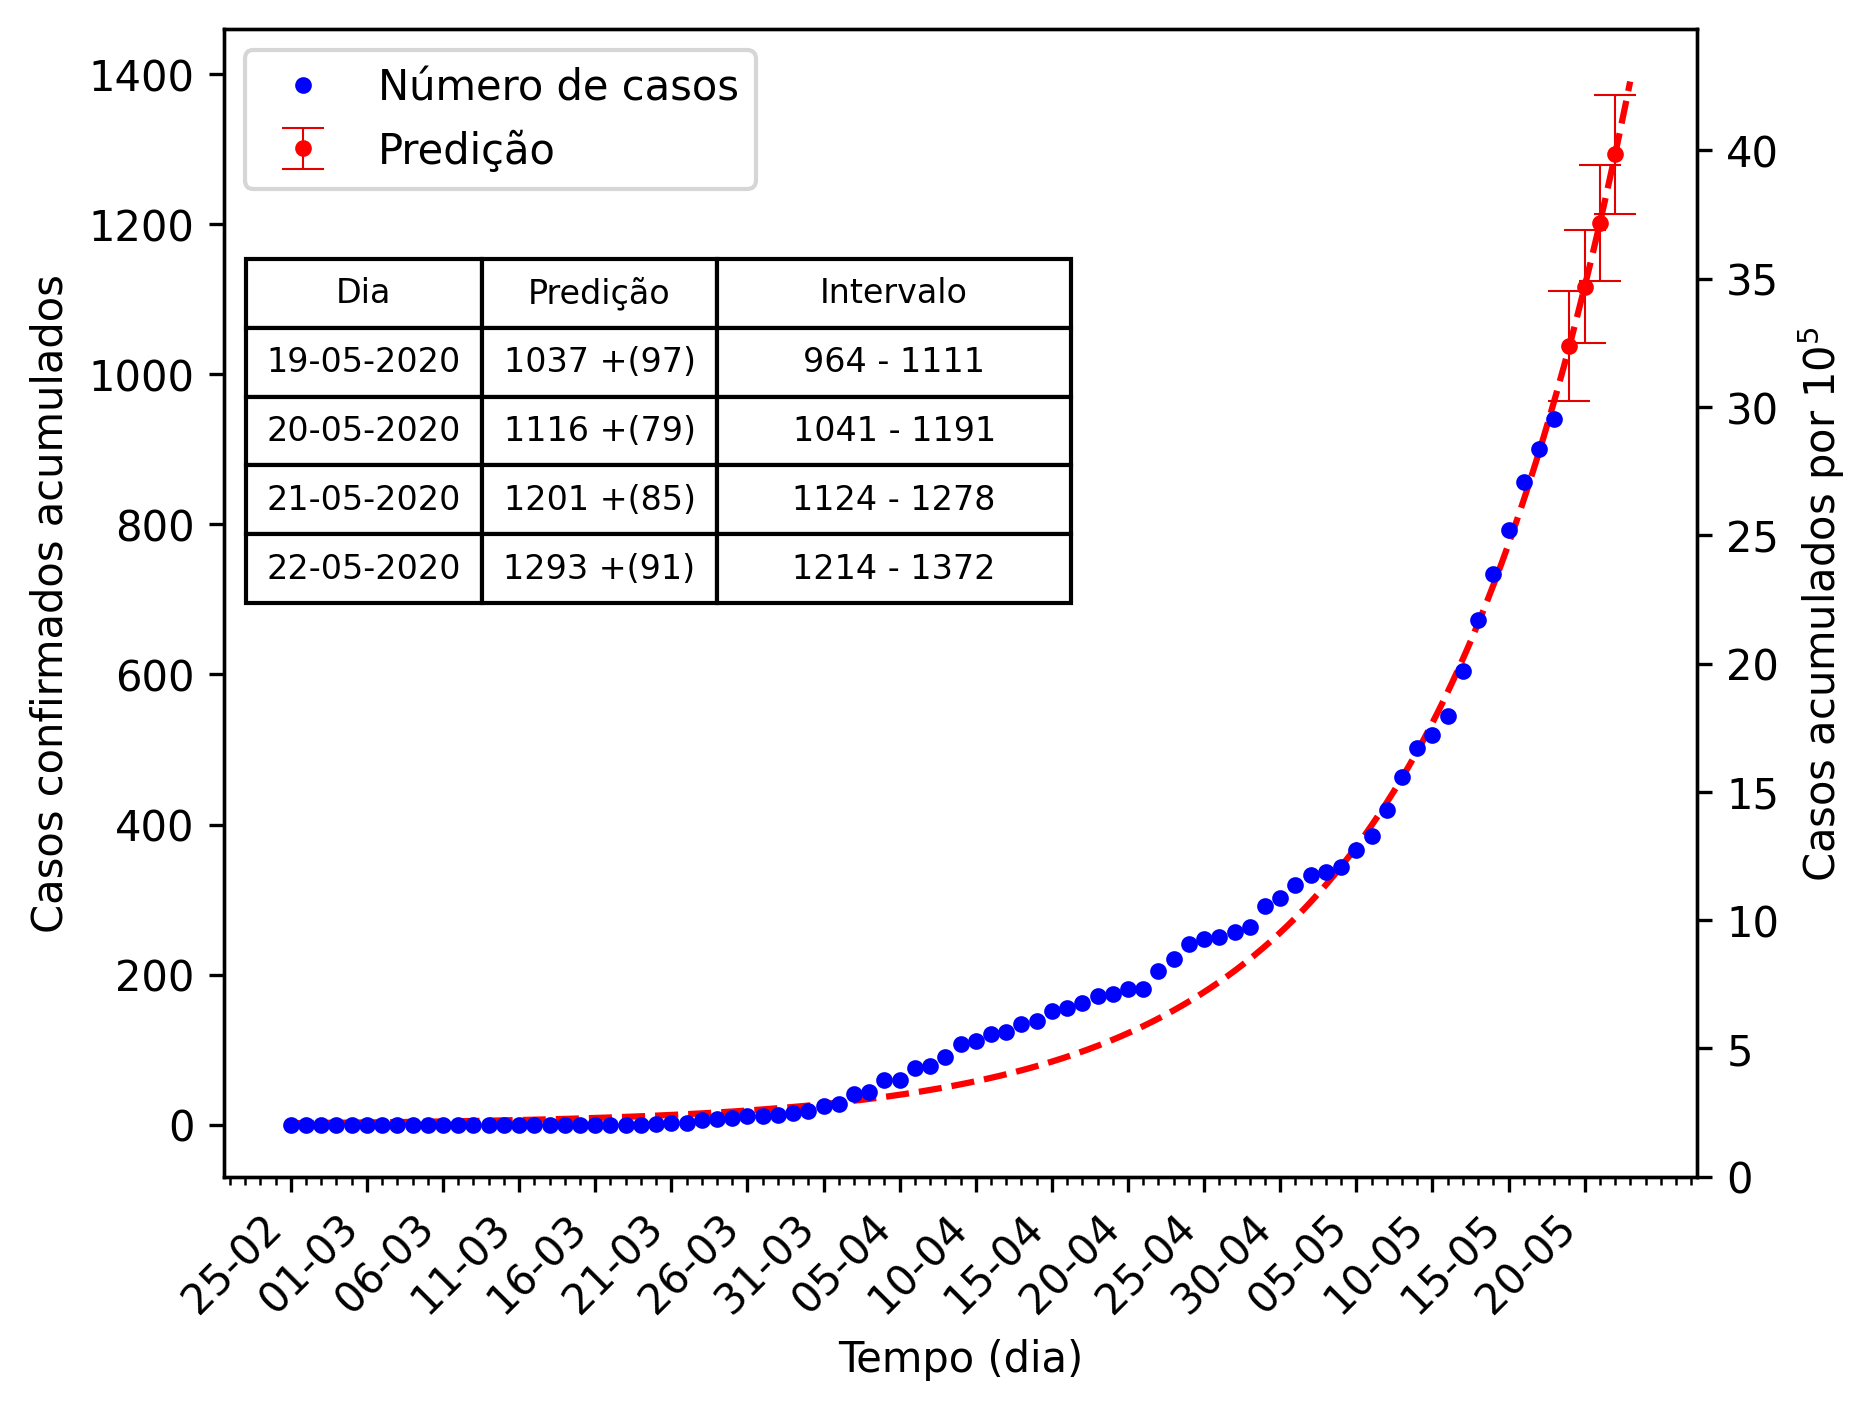 Número de casos
Predição
Dia Predição Intervalo
19-05-2020 1037 +(97) 964 - 1111
20-05-2020 1116 +(79) 1041 - 1191
21-05-2020 1201 +(85) 1124 - 1278
22-05-2020 1293 +(91) 1214 - 1372
Casos confirmados acumulados
1400
1200
1000
800
600
400
200
0
Casos acumulados por 10⁵
40
35
30
25
20
15
10
5
0
25-02 01-03 06-03 11-03 16-03 21-03 26-03 31-03 05-04 10-04 15-04 20-04 25-04 30-04 05-05 10-05 15-05 20-05
Tempo (dia)